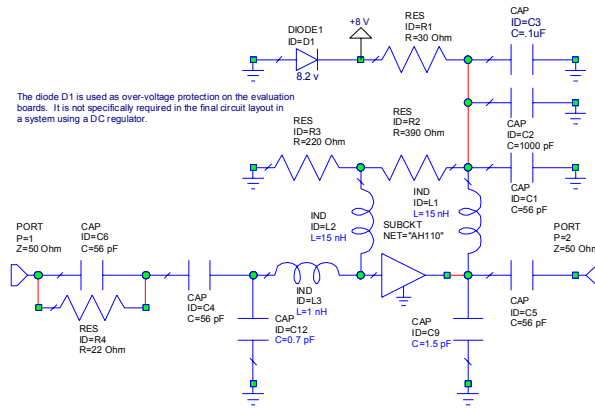 DIODE1
ID=D1
8.2 v
+8 V
RES
ID=R1
R=30 Ohm
CAP
ID=C3
C=.1uF
The diode D1 is used as over-voltage protection on the evaluation
boards. It is not specifically required in the final circuit layout in
a system using a DC regulator.
CAP
ID=C2
C=1000 pF
RES
ID=R3
R=220 Ohm
RES
ID=R2
R=390 Ohm
CAP
ID=C1
C=56 pF
IND
ID=L2
L=15 nH
IND
ID=L1
L=15 nH
SUBCKT
NET="AH110"
PORT
P=1
Z=50 Ohm
CAP
ID=C6
C=56 pF
PORT
P=2
Z=50 Ohm
RES
ID=R4
R=22 Ohm
CAP
ID=C4
C=56 pF
IND
ID=L3
L=1 nH
CAP
ID=C12
C=0.7 pF
CAP
ID=C9
C=1.5 pF
CAP
ID=C5
C=56 pF